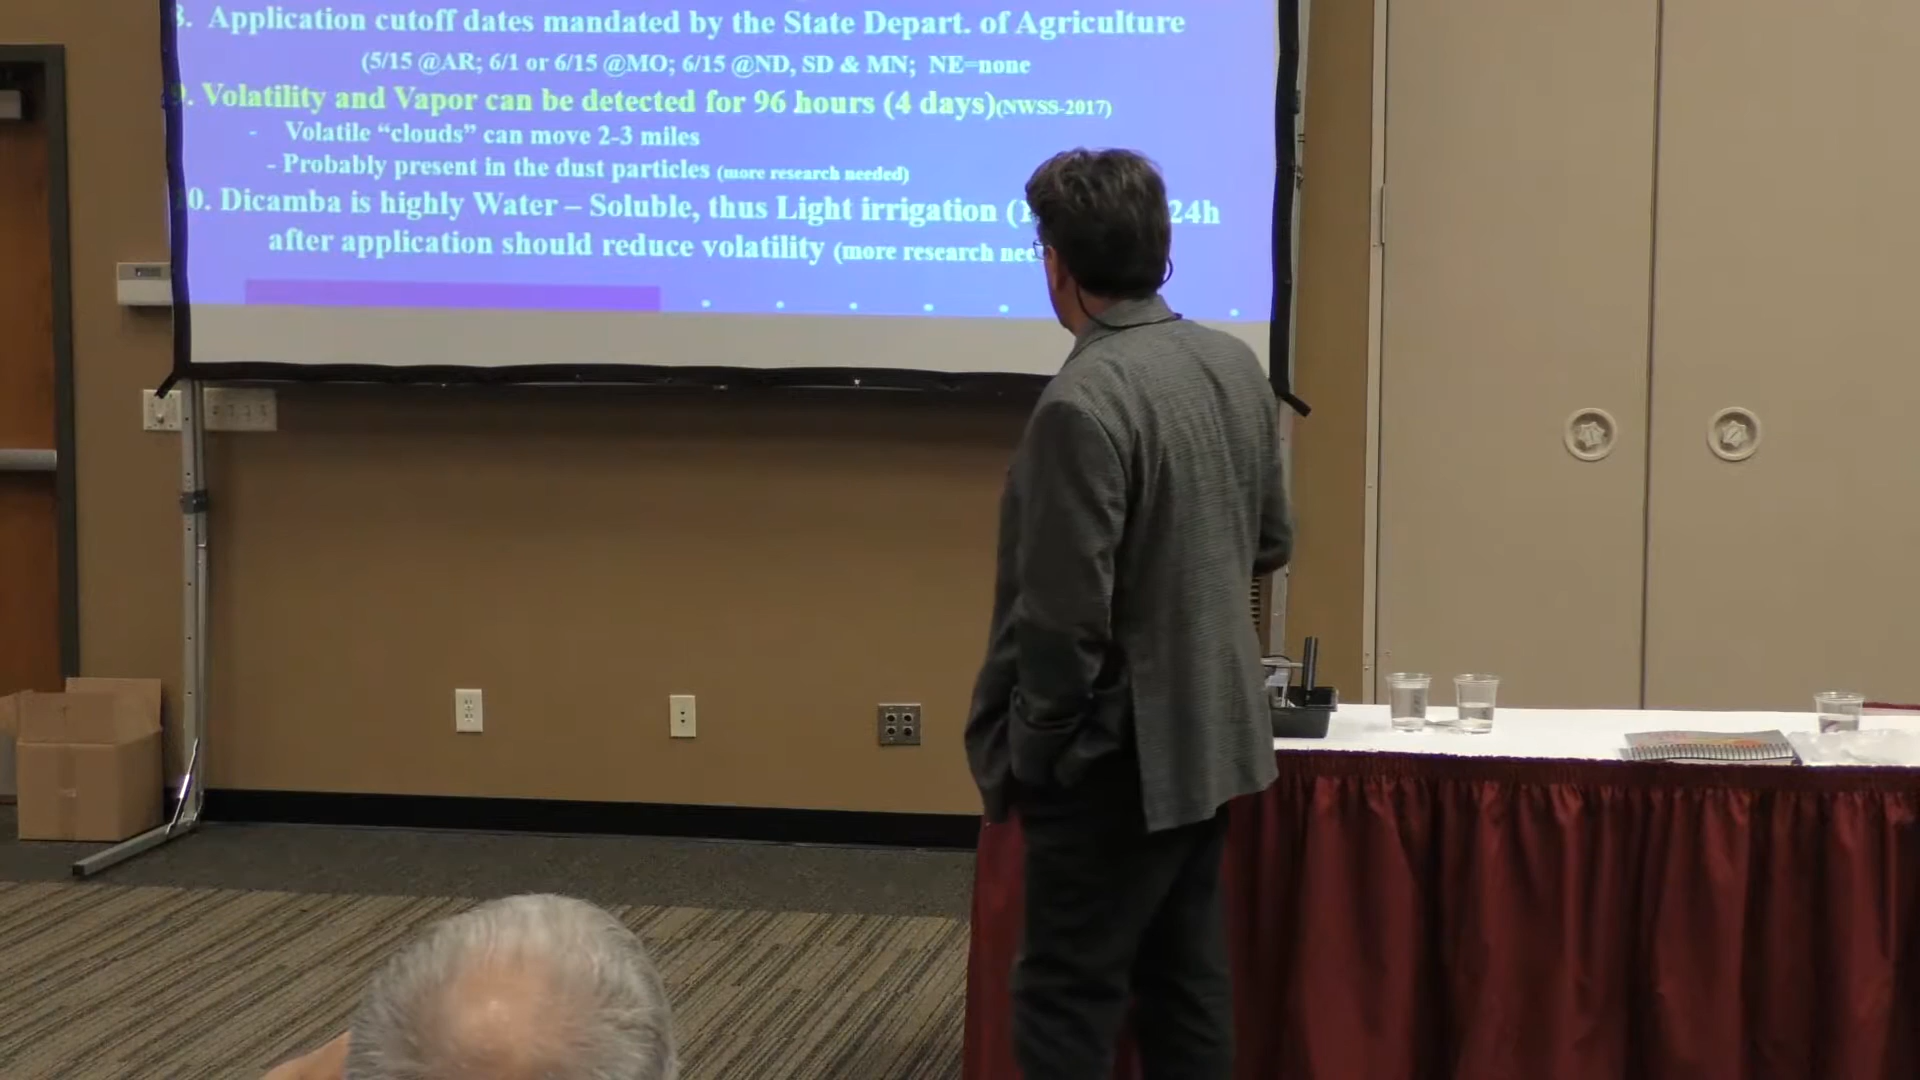 8. Application cutoff dates mandated by the State Depart. of Agriculture
(5/15 @AR; 6/1 or 6/15 @MO; 6/15 @ND, SD & MN; NE=none
9. Volatility and Vapor can be detected for 96 hours (4 days)(NWSS-2017)
- Volatile “clouds” can move 2-3 miles
- Probably present in the dust particles (more research needed)
10. Dicamba is highly Water – Soluble, thus Light irrigation ( 24h
after application should reduce volatility (more research